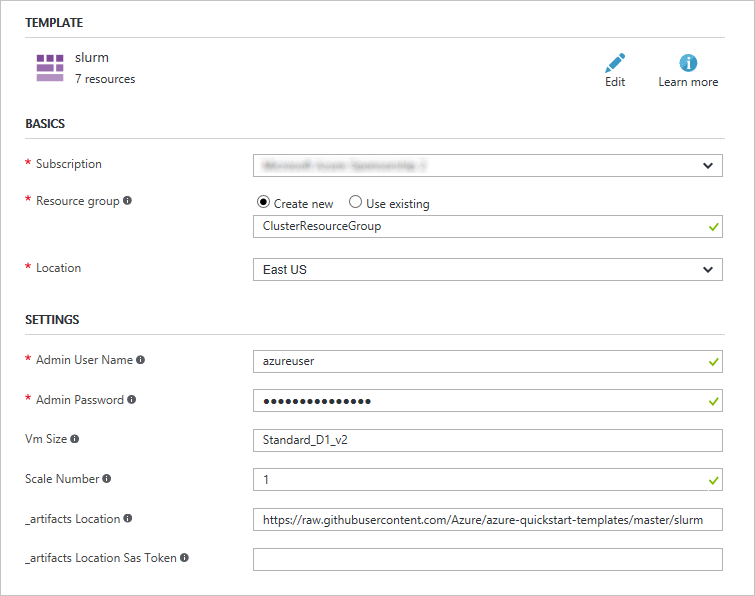 TEMPLATE
slurm
7 resources
Edit
Learn more
BASICS
* Subscription
* Resource group
Create new
Use existing
ClusterResourceGroup
* Location
East US
SETTINGS
* Admin User Name
azureuser
* Admin Password
●●●●●●●●●●●●●●●
Vm Size
Standard_D1_v2
Scale Number
1
_artifacts Location
https://raw.githubusercontent.com/Azure/azure-quickstart-templates/master/slurm
_artifacts Location Sas Token